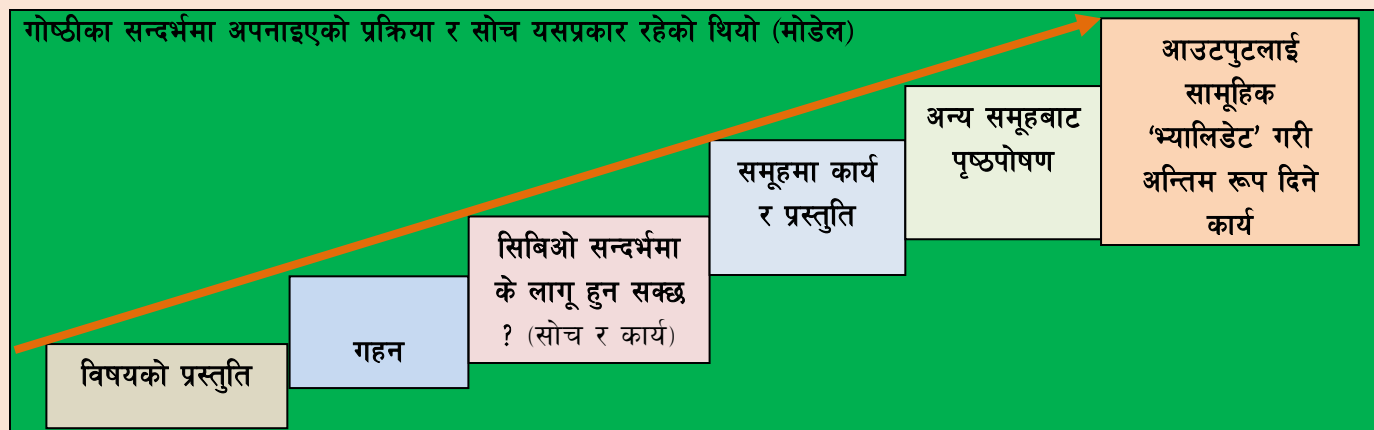 गोष्ठीका सन्दर्भमा अपनाइएको प्रक्रिया र सोच यसप्रकार रहेको थियो (मोडेल)
विषयको प्रस्तुति
गहन
सिबिओ सन्दर्भमा
के लागू हुन सक्छ
? (सोच र कार्य)
समूहमा कार्य
र प्रस्तुति
अन्य समूहबाट
पृष्ठपोषण
आउटपुटलाई
सामूहिक
‘भ्यालिडेट’ गरी
अन्तिम रूप दिने
कार्य